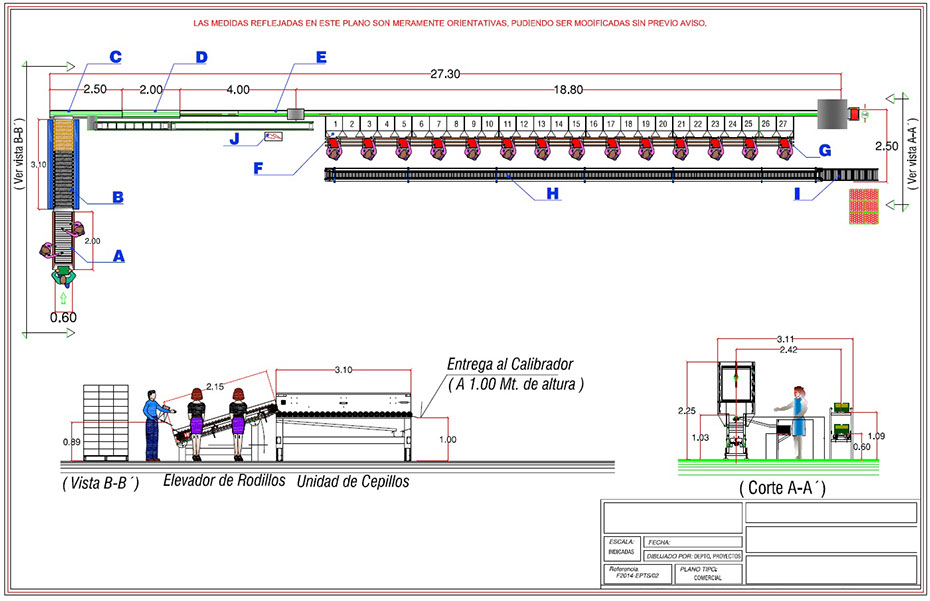 LAS MEDIDAS REFLEJADAS EN ESTE PLANO SON MERAMENTE ORIENTATIVAS, PUDIENDO SER MODIFICADAS SIN PREVIO AVISO.
C D E
27.30
2.50 2.00 4.00 18.80
J
F
1 2 3 4 5 6 7 8 9 10 11 12 13 14 15 16 17 18 19 20 21 22 23 24 25 26 27
G
2.50
(Ver vista B-B´)
(Ver vista A-A´)
3.10
B
H
I
2.00
A
0.60
3.10
2.15
0.89
1.00
Entrega al Calibrador
( A 1.00 Mt. de altura )
3.11
2.42
2.25
1.03
1.09
0.60
( Vista B-B´)
Elevador de Rodillos
Unidad de Cepillos
( Corte A-A´)
ESCALA:
INDICADAS
FECHA:
DIBUJADO POR: DEPTO, PROYECTOS
Referencia
F2014-EPTS/02
PLANO TIPO:
COMERCIAL